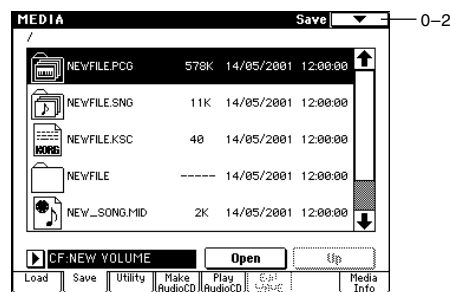 MEDIA Save 0–2
/
NEWFILE.PCG 578K 14/05/2001 12:00:00
NEWFILE.SNG 11K 14/05/2001 12:00:00
KORG NEWFILE.KSC 40 14/05/2001 12:00:00
NEWFILE ----- 14/05/2001 12:00:00
NEW_SONG.MID 2K 14/05/2001 12:00:00
CF:NEW VOLUME Open Up
Load Save Utility Make AudioCD Play AudioCD Edit WAVE Media Info